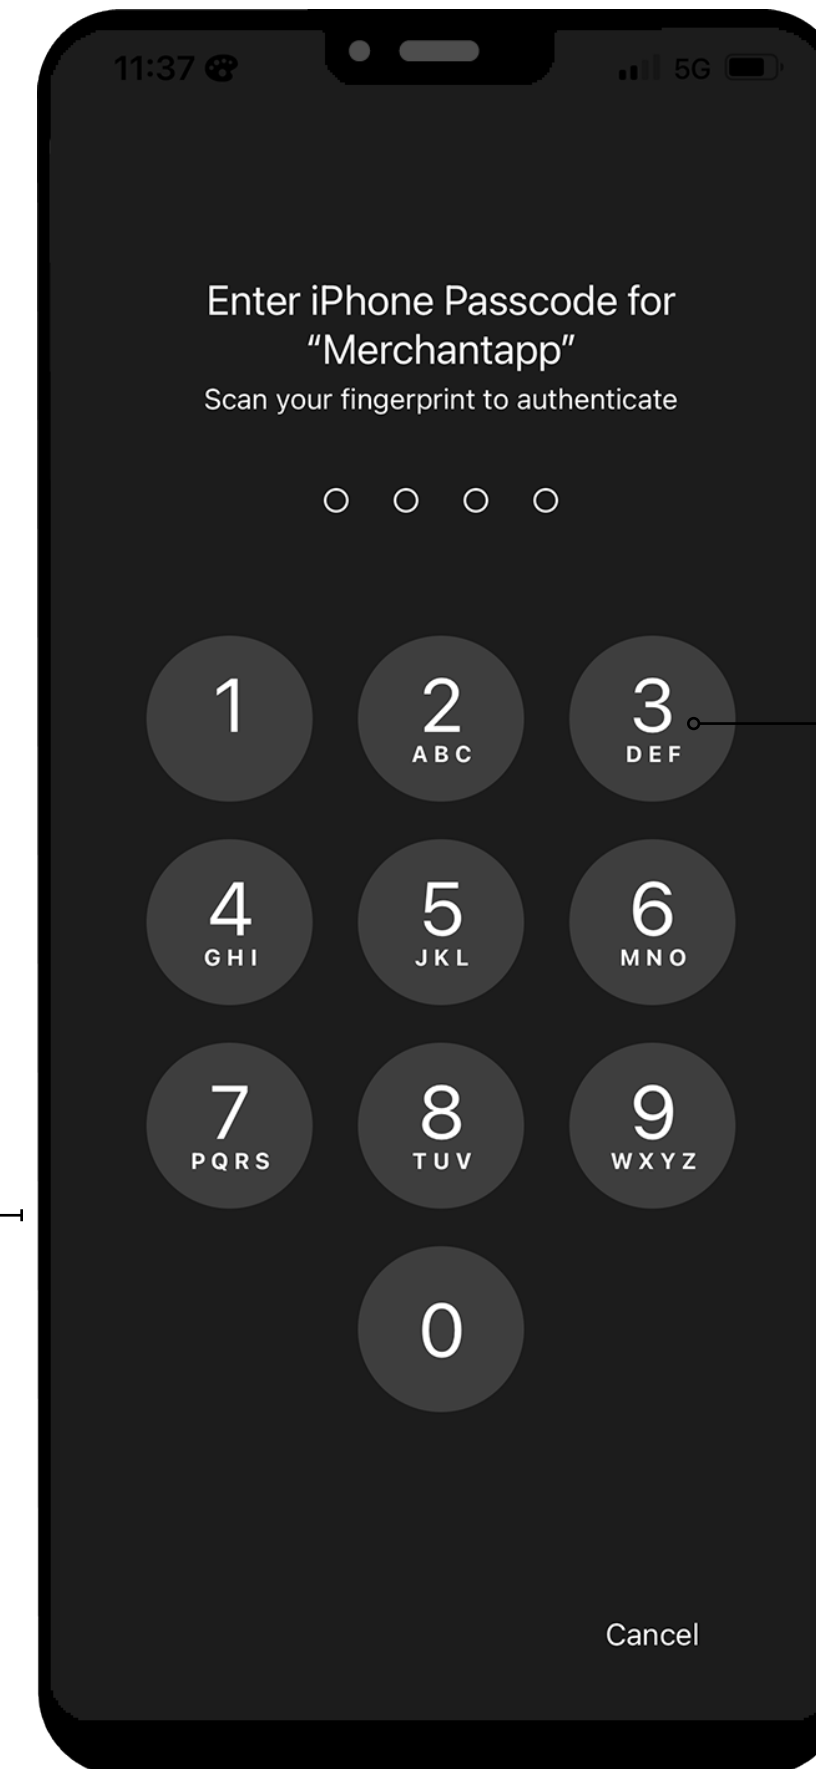 11:37 5G
Enter iPhone Passcode for
“Merchantapp”
Scan your fingerprint to authenticate
1 2 3
ABC DEF
4 5 6
GHI JKL MNO
7 8 9
PQRS TUV WXYZ
0
Cancel